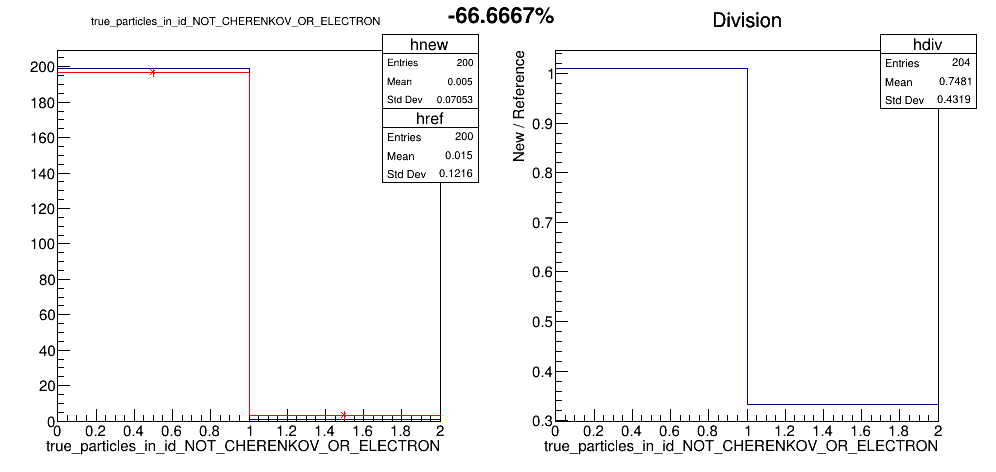 -66.6667%
true_particles_in_id_NOT_CHERENKOV_OR_ELECTRON
hnew
Entries 200
Mean 0.005
Std Dev 0.07053
href
Entries 200
Mean 0.015
Std Dev 0.1216
200
180
160
140
120
100
80
60
40
20
0
0 0.2 0.4 0.6 0.8 1 1.2 1.4 1.6 1.8 2
true_particles_in_id_NOT_CHERENKOV_OR_ELECTRON
Division
hdiv
Entries 204
Mean 0.7481
Std Dev 0.4319
New / Reference
1
0.9
0.8
0.7
0.6
0.5
0.4
0.3
0 0.2 0.4 0.6 0.8 1 1.2 1.4 1.6 1.8 2
true_particles_in_id_NOT_CHERENKOV_OR_ELECTRON